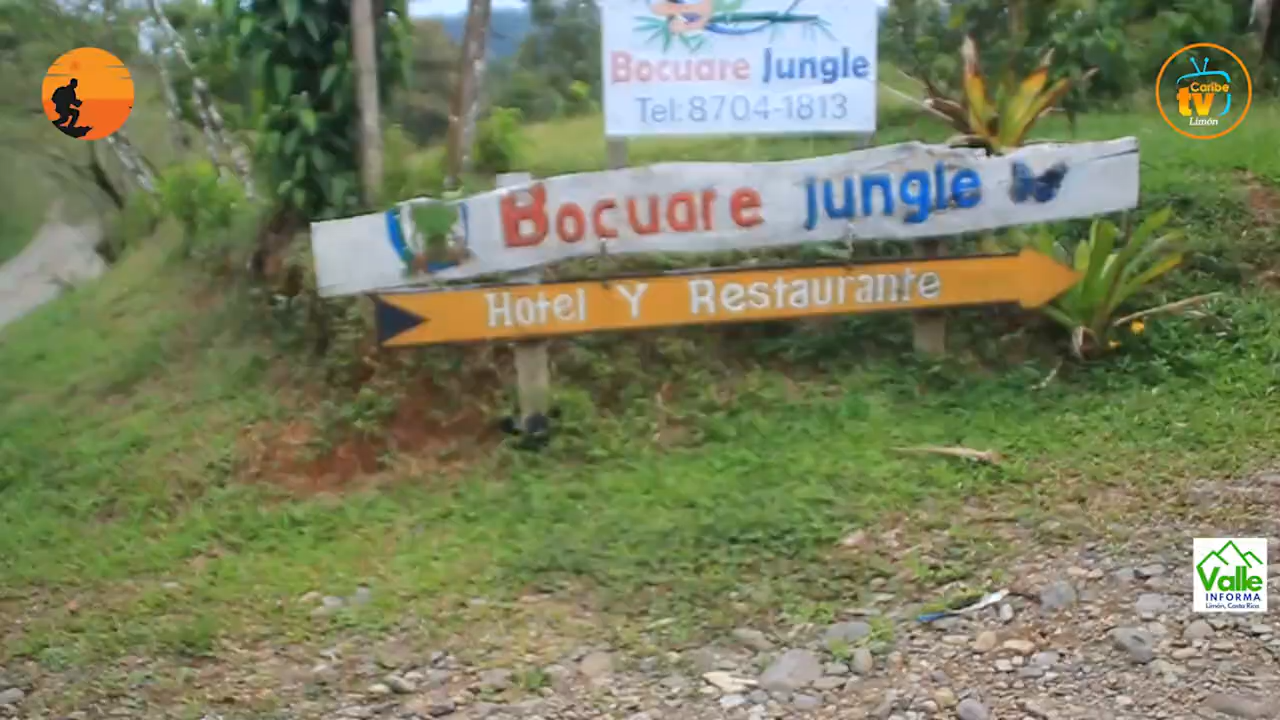 Bocuare Jungle
Tel: 8704-1813
Bocuare jungle
Hotel Y Restaurante
Caribe
tv
Limón
Valle
INFORMA
Limón, Costa Rica